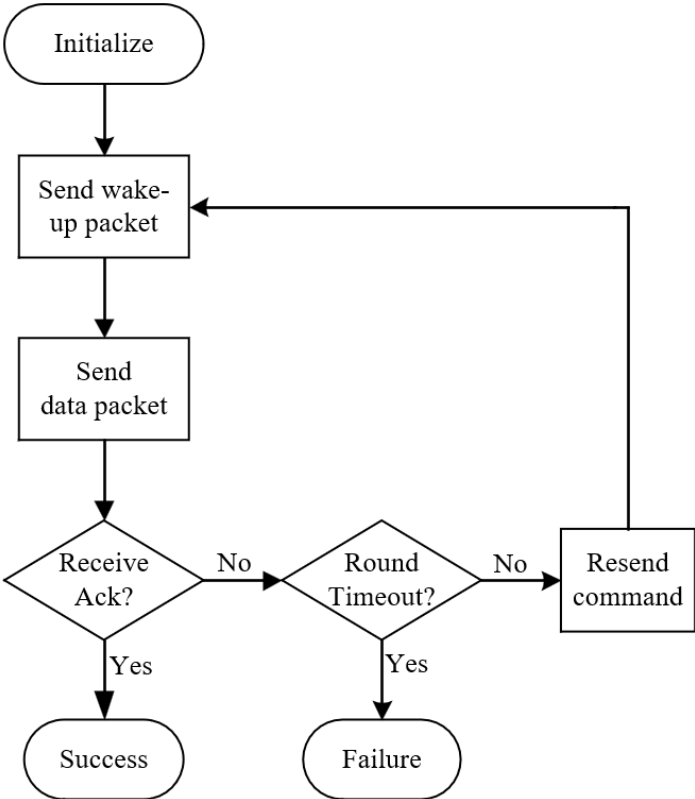 Initialize
Send wake-
up packet
Send
data packet
Receive
Ack?
No
Round
Timeout?
No
Resend
command
Yes
Yes
Success
Failure